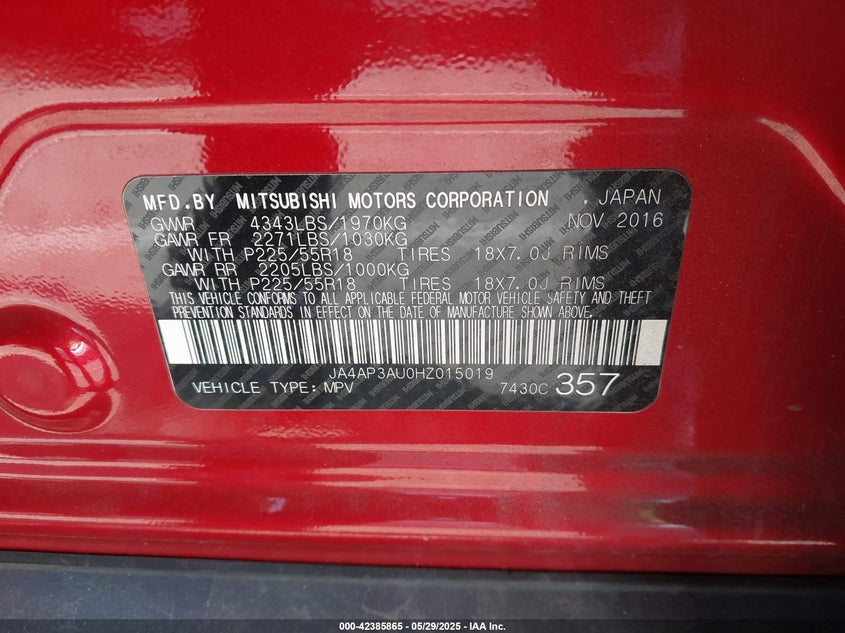 MFD.BY MITSUBISHI MOTORS CORPORATION , JAPAN
GVWR 4343LBS/1970KG NOV 2016
GAWR FR 2271LBS/1030KG
WITH P225/55R18 TIRES 18X7.0J RIMS
GAWR RR 2205LBS/1000KG
WITH P225/55R18 TIRES 18X7.0J RIMS
THIS VEHICLE CONFORMS TO ALL APPLICABLE FEDERAL MOTOR VEHICLE SAFETY AND THEFT
PREVENTION STANDARDS IN EFFECT ON THE DATE OF MANUFACTURE SHOWN ABOVE.
JA4AP3AU0HZ015019
VEHICLE TYPE: MPV 7430C 357
000-42385865 - 05/29/2025 - IAA Inc.